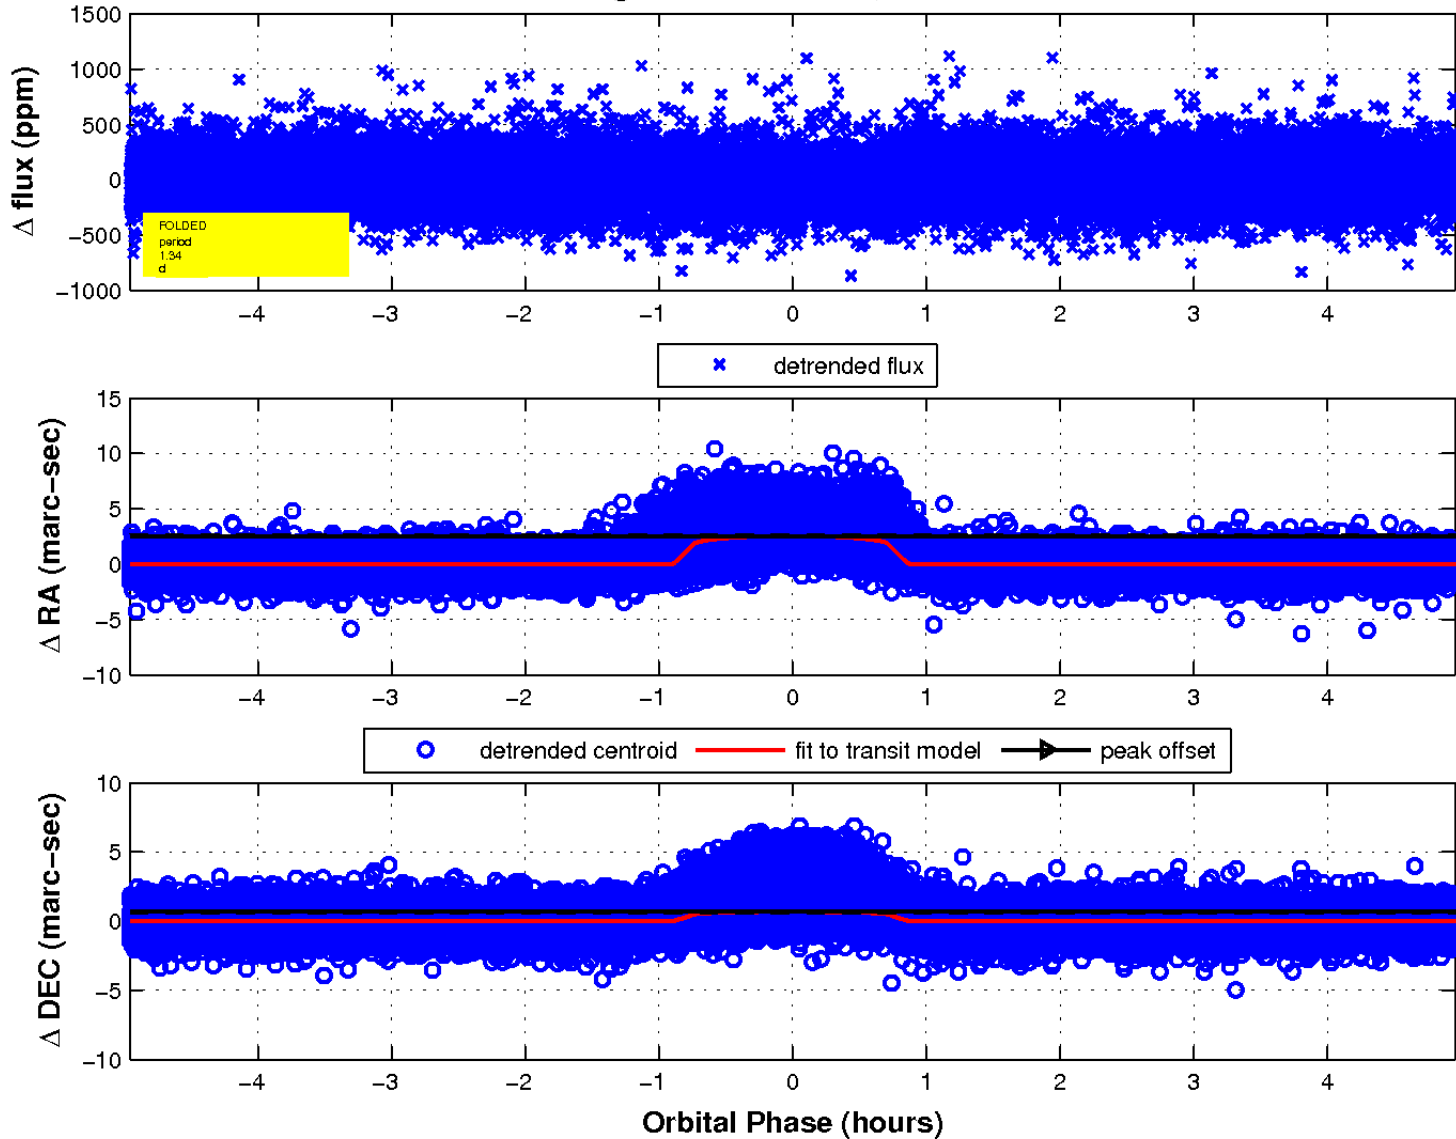 1500
1000
500
0
−500
−1000
Δ flux (ppm)
FOLDED
period
1.34
d
−4 −3 −2 −1 0 1 2 3 4
detrended flux
15
10
5
0
−5
−10
Δ RA (marc−sec)
−4 −3 −2 −1 0 1 2 3 4
detrended centroid fit to transit model peak offset
10
5
0
−5
−10
Δ DEC (marc−sec)
−4 −3 −2 −1 0 1 2 3 4
Orbital Phase (hours)